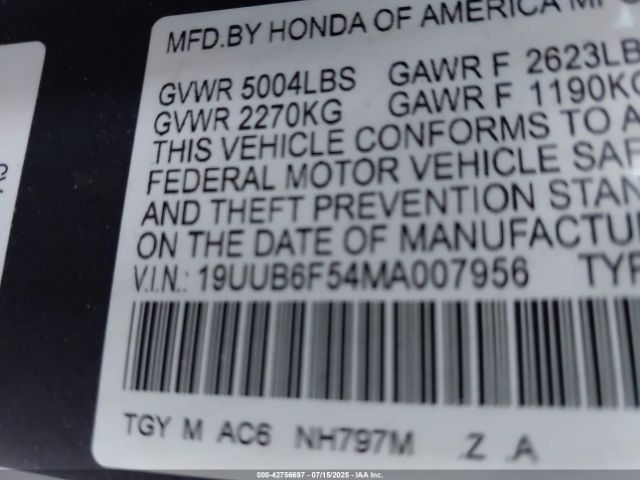 MFD.BY HONDA OF AMERICA
GVWR 5004LBS GAWR F 2623LB
GVWR 2270KG GAWR F 1190KG
THIS VEHICLE CONFORMS TO A
FEDERAL MOTOR VEHICLE SAF
AND THEFT PREVENTION STAN
ON THE DATE OF MANUFACTU
V.I.N.: 19UUB6F54MA007956 TYP
TGY M AC6 NH797M Z A
000-42756697 - 07/15/2025 - IAA Inc.